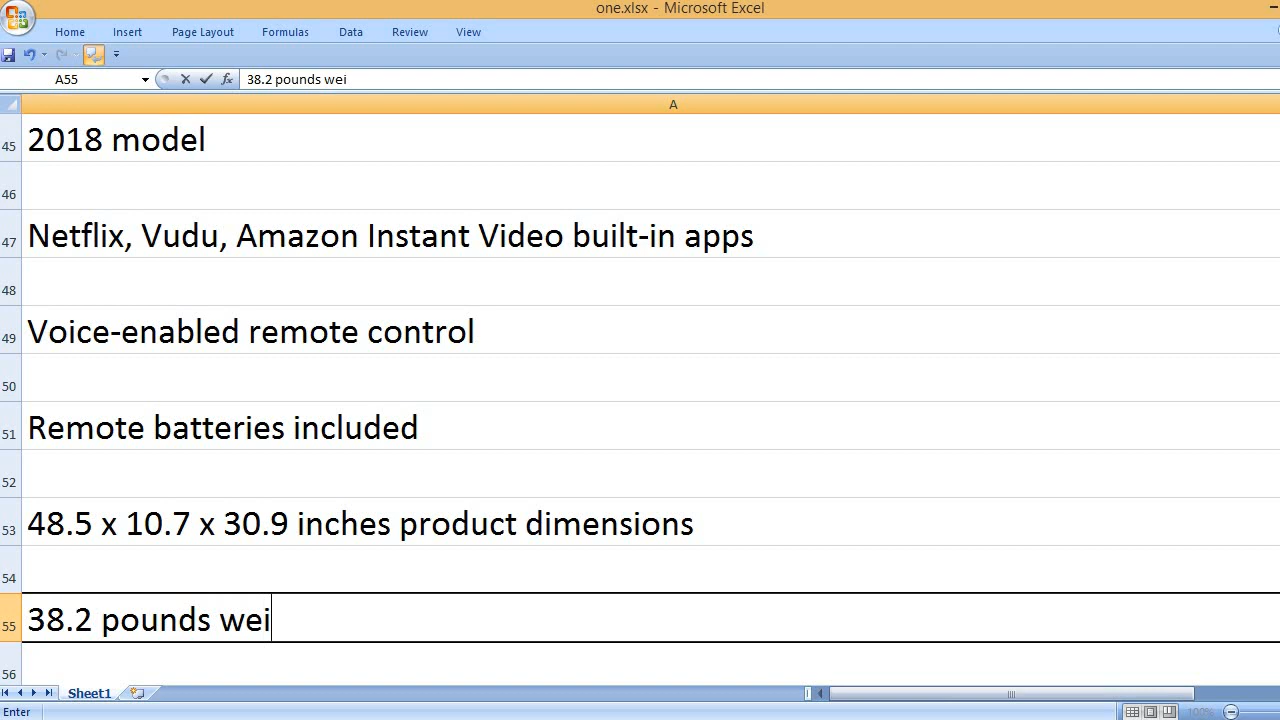 one.xlsx - Microsoft Excel
Home Insert Page Layout Formulas Data Review View
A55 fx 38.2 pounds wei
A
45 2018 model
46
47 Netflix, Vudu, Amazon Instant Video built-in apps
48
49 Voice-enabled remote control
50
51 Remote batteries included
52
53 48.5 x 10.7 x 30.9 inches product dimensions
54
55 38.2 pounds wei
56
Sheet1
Enter 100%